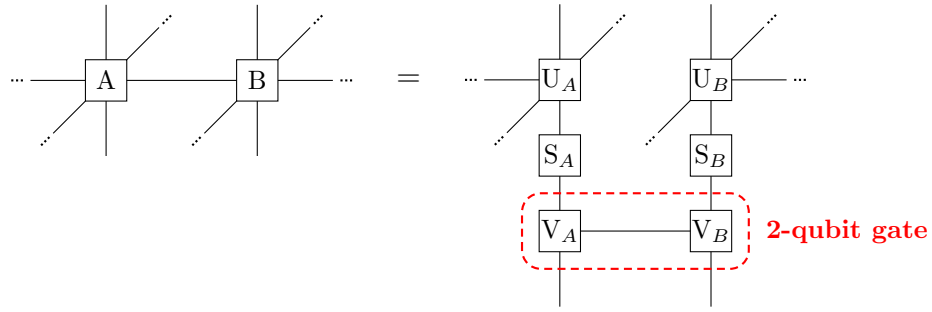 ... A B ... = ... U_A U_B ...
S_A S_B
V_A V_B 2-qubit gate